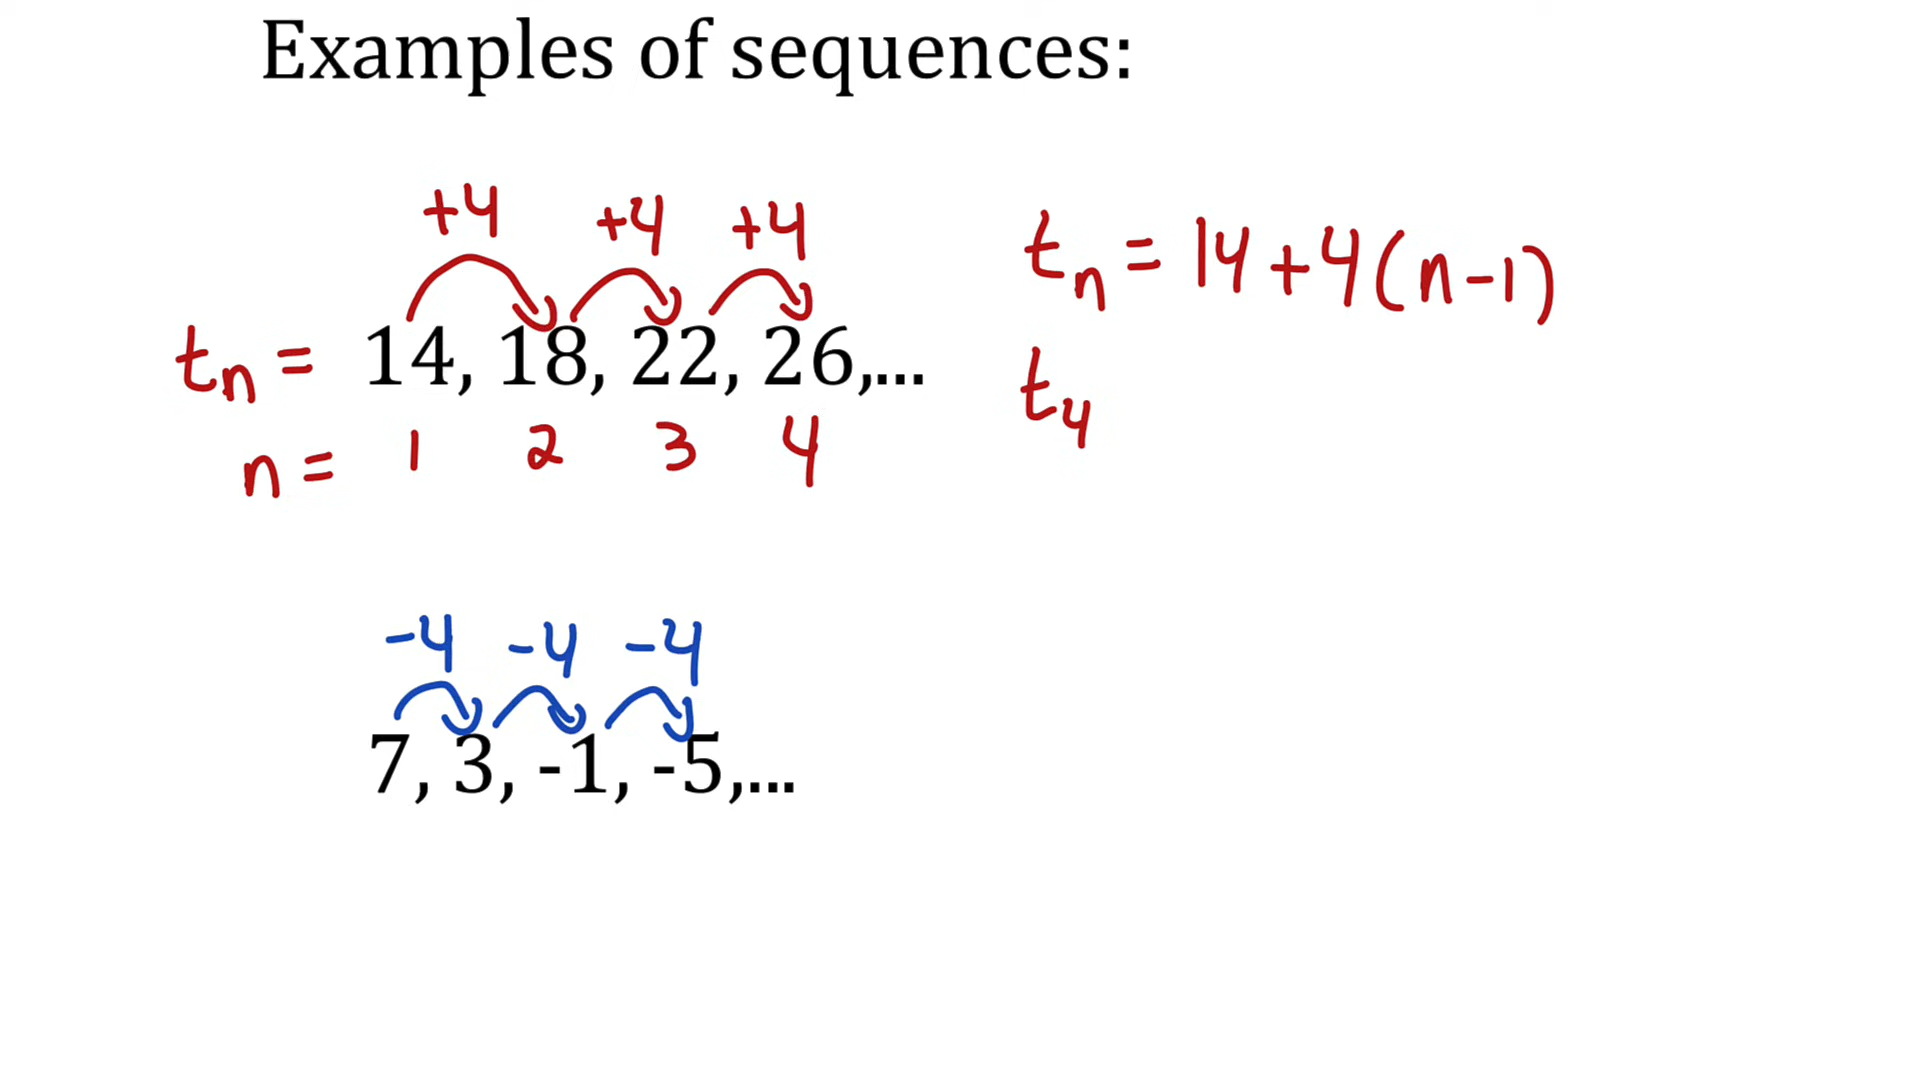 Examples of sequences:
+4 +4 +4
tn = 14, 18, 22, 26,...
n = 1 2 3 4
tn = 14 + 4(n-1)
t4
-4 -4 -4
7, 3, -1, -5,...